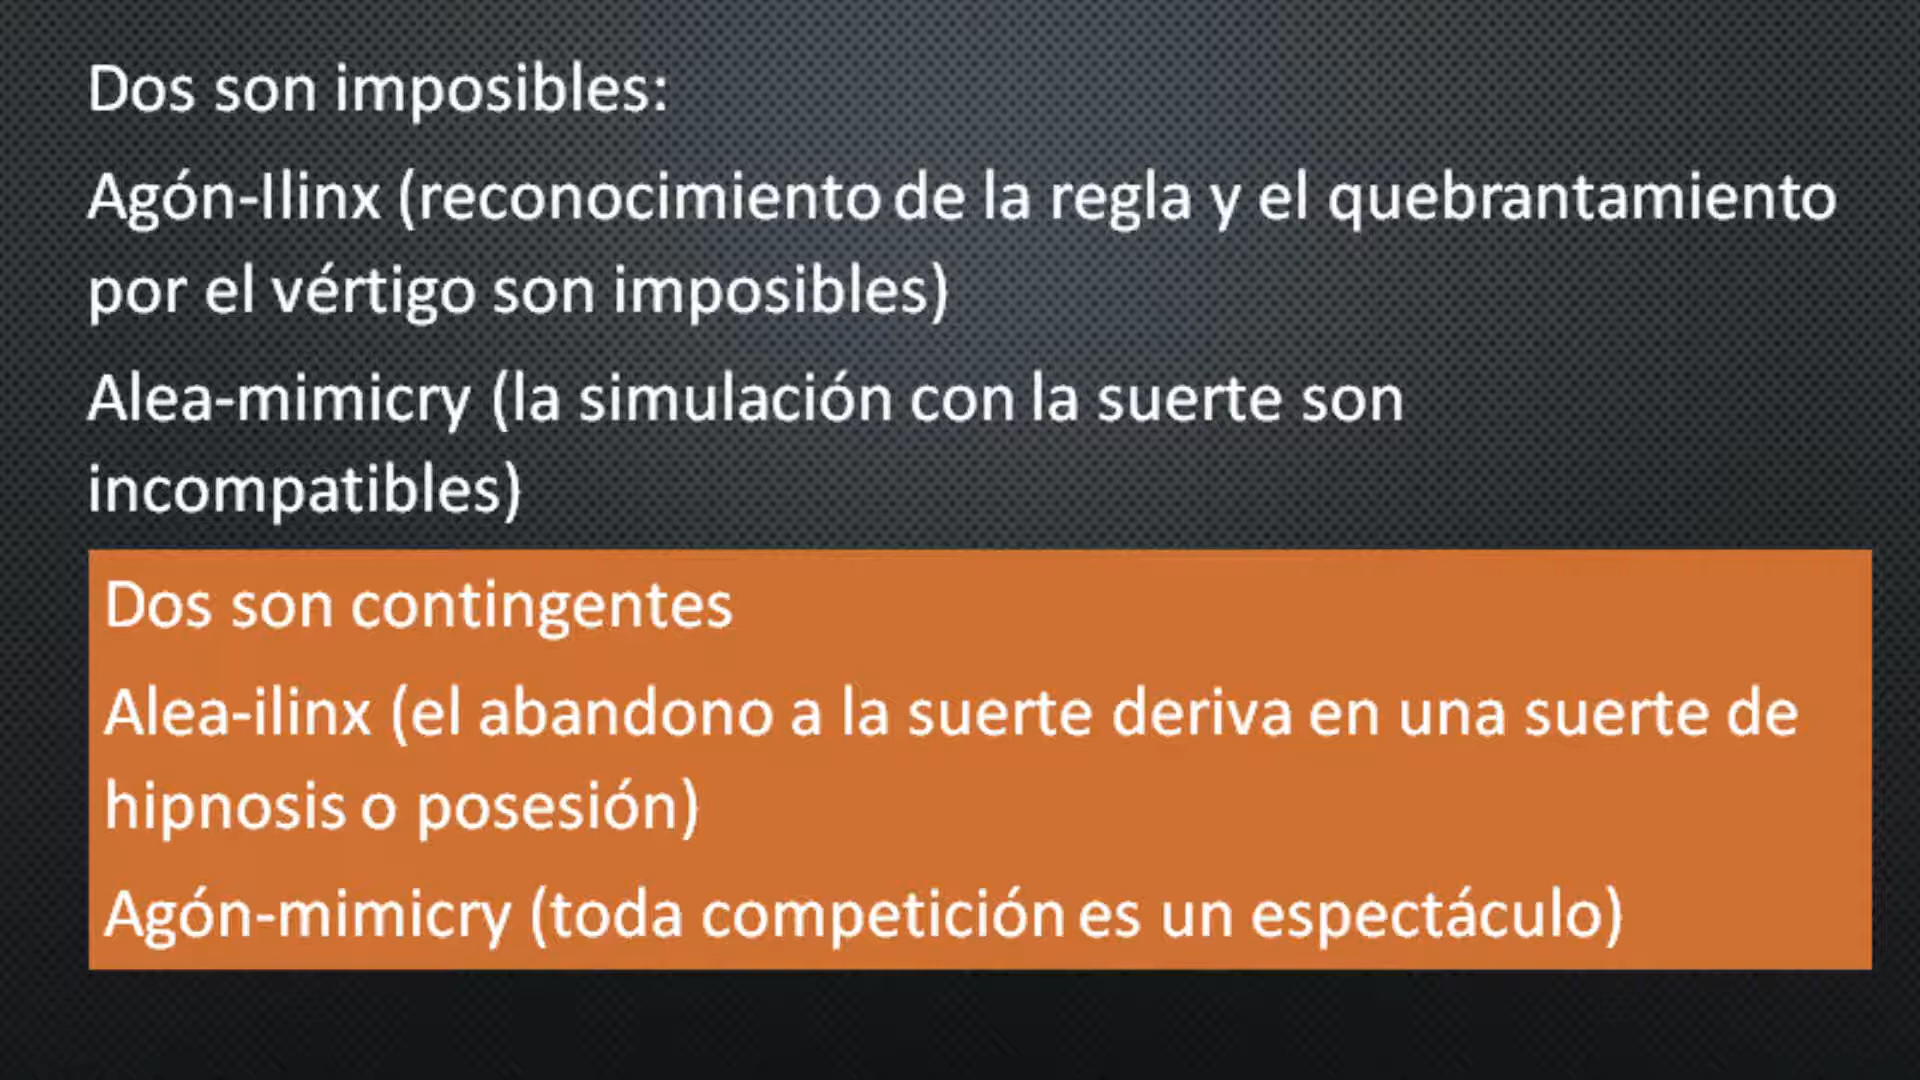 Dos son imposibles:
Agón-Ilinx (reconocimiento de la regla y el quebrantamiento
por el vértigo son imposibles)
Alea-mimicry (la simulación con la suerte son
incompatibles)
Dos son contingentes
Alea-ilinx (el abandono a la suerte deriva en una suerte de
hipnosis o posesión)
Agón-mimicry (toda competición es un espectáculo)